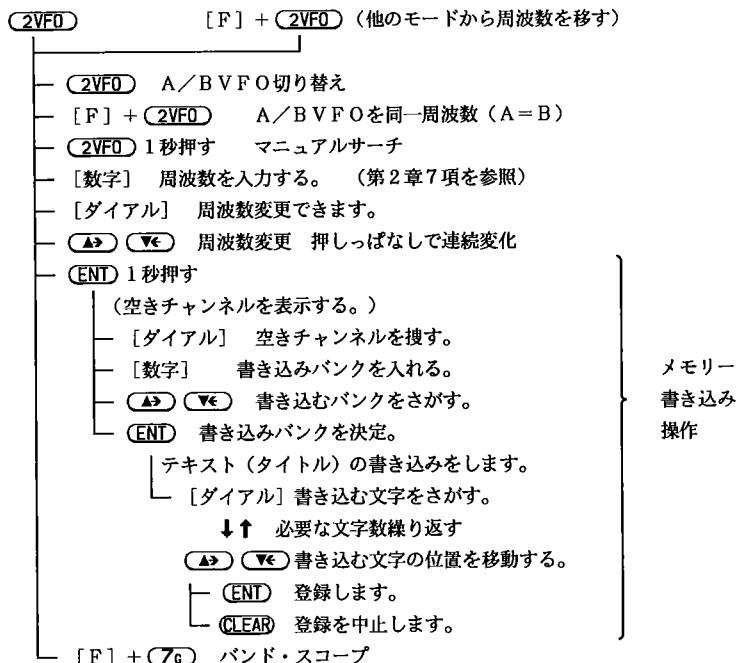 2VFO ［F］+ 2VFO （他のモードから周波数を移す）
2VFO A／BVFO切り替え
［F］+ 2VFO A／BVFOを同一周波数（A＝B）
2VFO 1秒押す マニュアルサーチ
［数字］ 周波数を入力する。 （第2章7項を参照）
［ダイアル］ 周波数変更できます。
▲→ ▼← 周波数変更 押しっぱなしで連続変化
ENT 1秒押す
（空きチャンネルを表示する。）
［ダイアル］ 空きチャンネルを捜す。
［数字］ 書き込みバンクを入れる。
▲→ ▼← 書き込むバンクをさがす。
ENT 書き込みバンクを決定。
テキスト（タイトル）の書き込みをします。
［ダイアル］書き込む文字をさがす。
↓↑ 必要な文字数繰り返す
▲→ ▼← 書き込む文字の位置を移動する。
ENT 登録します。
CLEAR 登録を中止します。
メモリー
書き込み
操作
［F］+ 7G バンド・スコープ